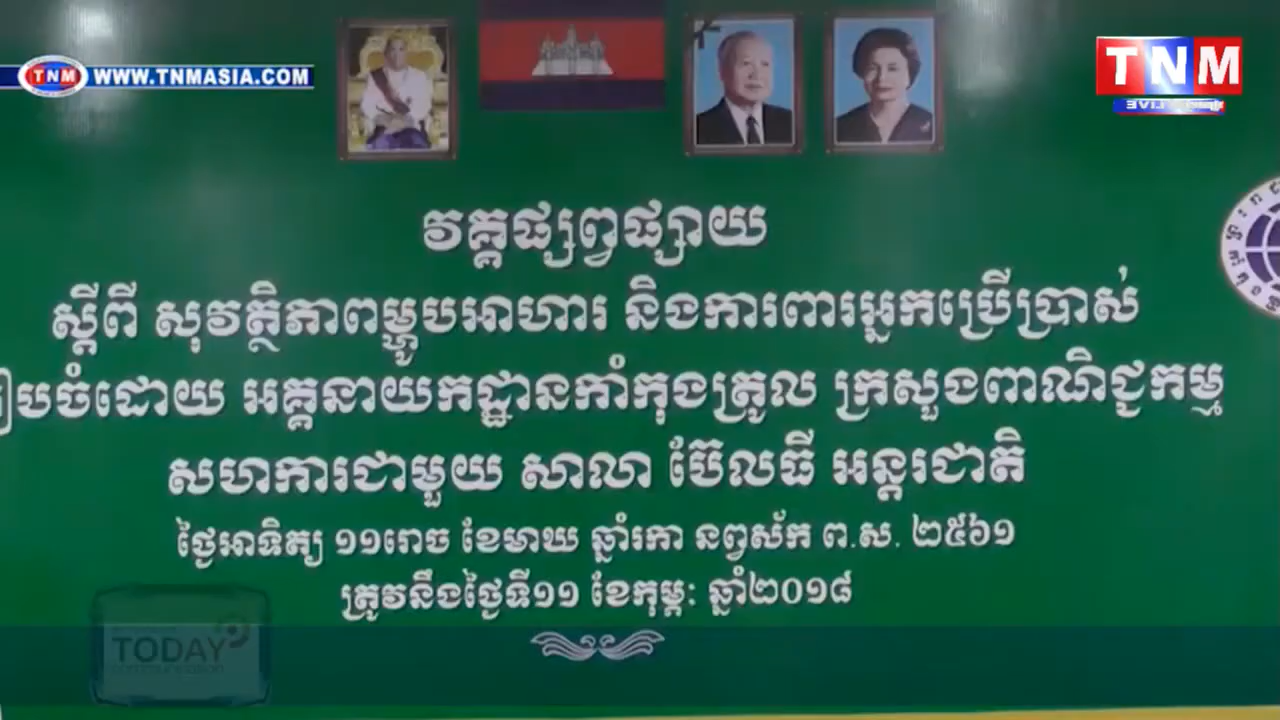 TNM WWW.TNMASIA.COM
TNM
វគ្គផ្សព្វផ្សាយ
ស្ដីពី សុវត្ថិភាពម្ហូបអាហារ និងការពារអ្នកប្រើប្រាស់
រៀបចំដោយ អគ្គនាយកដ្ឋានកាំកុងត្រូល ក្រសួងពាណិជ្ជកម្ម
សហការជាមួយ សាលា ប៊ែលធី អន្តរជាតិ
ថ្ងៃអាទិត្យ ១១រោច ខែមាឃ ឆ្នាំរកា នព្វស័ក ព.ស. ២៥៦១
ត្រូវនឹងថ្ងៃទី១១ ខែកុម្ភៈ ឆ្នាំ២០១៨
TODAY